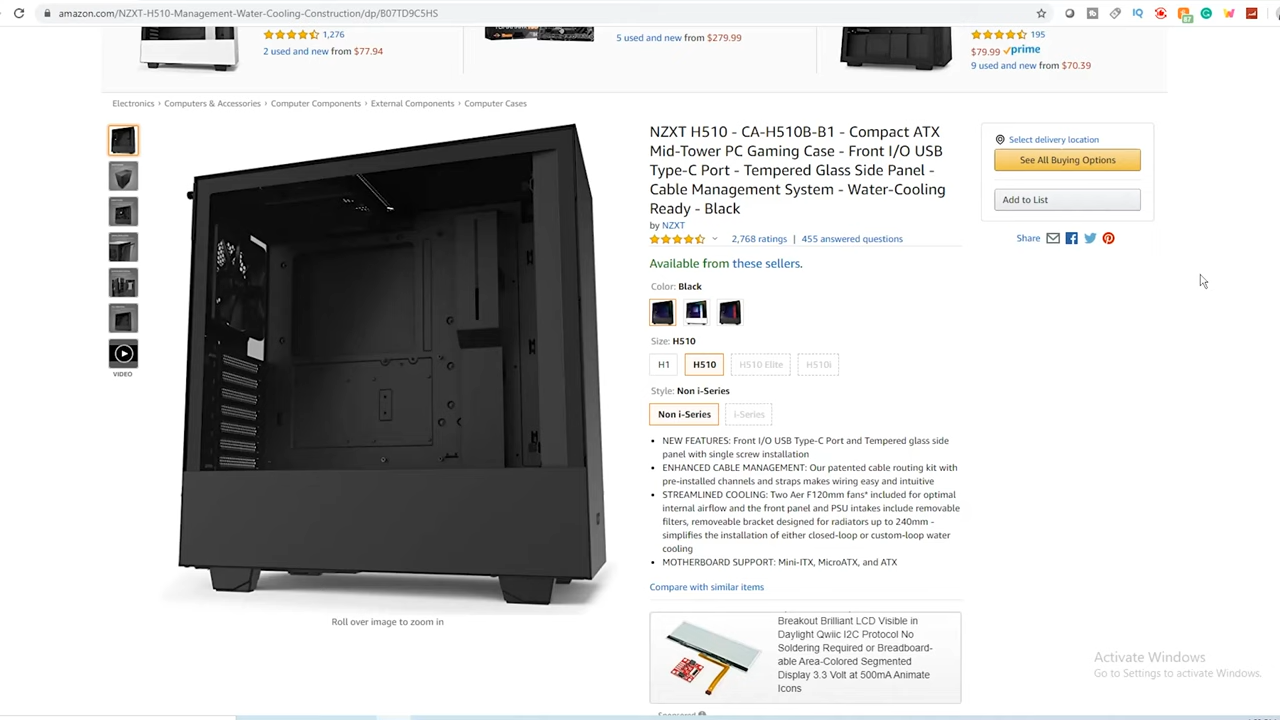 amazon.com/NZXT-H510-Management-Water-Cooling-Construction/dp/B07TD9C5HS
1,276
2 used and new from $77.94
5 used and new from $279.99
195
$79.99 prime
9 used and new from $70.39
Electronics › Computers & Accessories › Computer Components › External Components › Computer Cases
NZXT H510 - CA-H510B-B1 - Compact ATX
Mid-Tower PC Gaming Case - Front I/O USB
Type-C Port - Tempered Glass Side Panel -
Cable Management System - Water-Cooling
Ready - Black
by NZXT
2,768 ratings | 455 answered questions
Available from these sellers.
Color: Black
Size: H510
H1 H510 H510 Elite H510i
Style: Non i-Series
Non i-Series i-Series
• NEW FEATURES: Front I/O USB Type-C Port and Tempered glass side
panel with single screw installation
• ENHANCED CABLE MANAGEMENT: Our patented cable routing kit with
pre-installed channels and straps makes wiring easy and intuitive
• STREAMLINED COOLING: Two Aer F120mm fans* included for optimal
internal airflow and the front panel and PSU intakes include removable
filters, removeable bracket designed for radiators up to 240mm -
simplifies the installation of either closed-loop or custom-loop water
cooling
• MOTHERBOARD SUPPORT: Mini-ITX, MicroATX, and ATX
Compare with similar items
Breakout Brilliant LCD Visible in
Daylight Qwiic I2C Protocol No
Soldering Required or Breadboard-
able Area-Colored Segmented
Display 3.3 Volt at 500mA Animate
Icons
Sponsored
Select delivery location
See All Buying Options
Add to List
Share
VIDEO
Roll over image to zoom in
Activate Windows
Go to Settings to activate Windows.